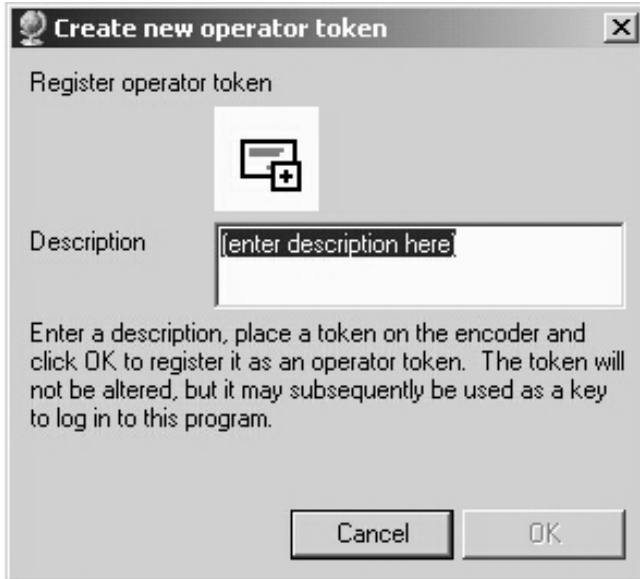 Create new operator token
Register operator token
Description
(enter description here)
Enter a description, place a token on the encoder and
click OK to register it as an operator token.  The token will
not be altered, but it may subsequently be used as a key
to log in to this program.
Cancel
OK